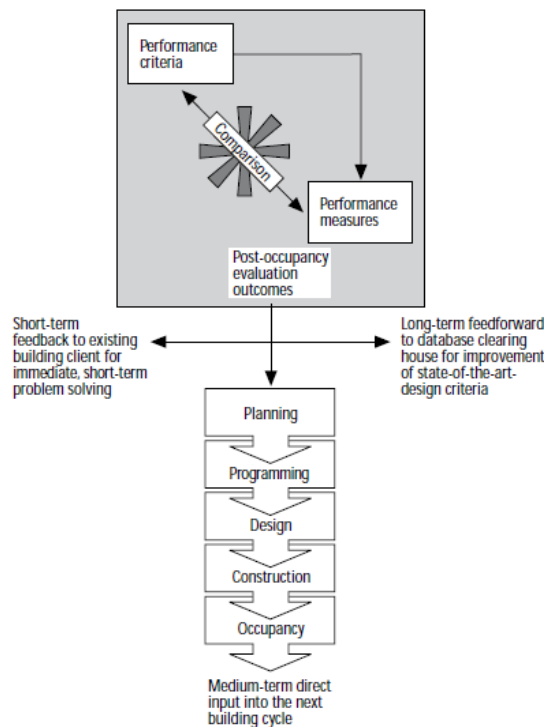 Performance
criteria
Comparison
Performance
measures
Post-occupancy
evaluation
outcomes
Short-term
feedback to existing
building client for
immediate, short-term
problem solving
Long-term feedforward
to database clearing
house for improvement
of state-of-the-art-
design criteria
Planning
Programming
Design
Construction
Occupancy
Medium-term direct
input into the next
building cycle